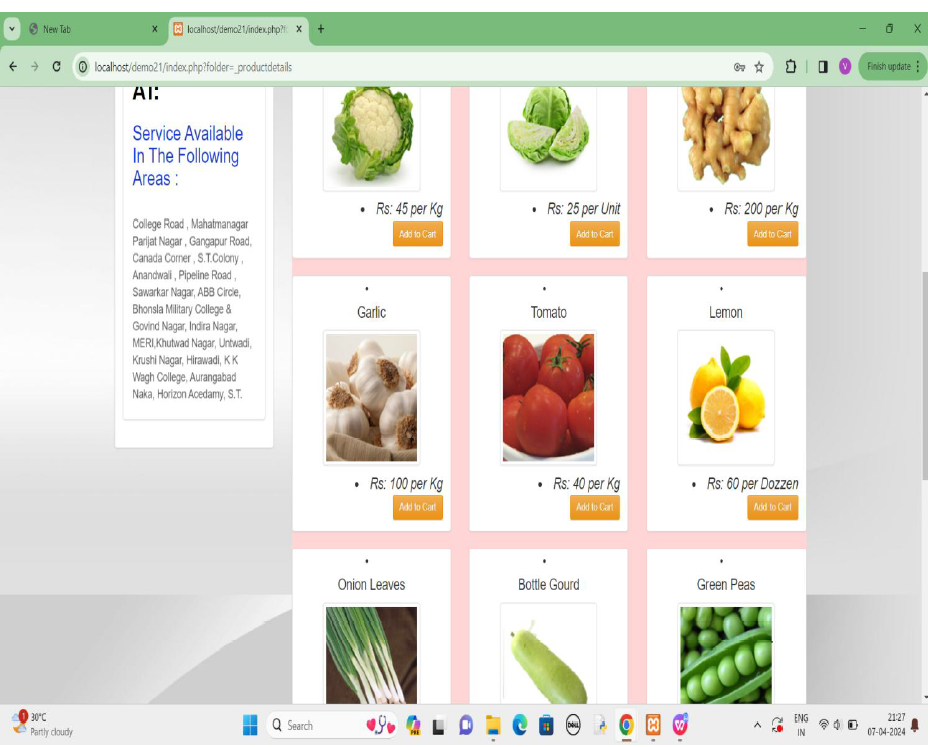 New Tab
localhost/demo21/index.php?f
localhost/demo21/index.php?folder=_productdetails
Finish update
V
At:
Service Available
In The Following
Areas :
College Road , Mahatmanagar
Parijat Nagar , Gangapur Road,
Canada Corner , S.T.Colony ,
Anandwali , Pipeline Road ,
Sawarkar Nagar, ABB Circle,
Bhonsla Military College &
Govind Nagar, Indira Nagar,
MERI,Khutwad Nagar, Untwadi,
Krushi Nagar, Hirawadi, K K
Wagh College, Aurangabad
Naka, Horizon Acedamy, S.T.
• Rs: 45 per Kg
Add to Cart
• Rs: 25 per Unit
Add to Cart
• Rs: 200 per Kg
Add to Cart
•
Garlic
• Rs: 100 per Kg
Add to Cart
•
Tomato
• Rs: 40 per Kg
Add to Cart
•
Lemon
• Rs: 60 per Dozzen
Add to Cart
•
Onion Leaves
•
Bottle Gourd
•
Green Peas
1
30°C
Partly cloudy
Search
PRE
DELL
ENG
IN
21:27
07-04-2024